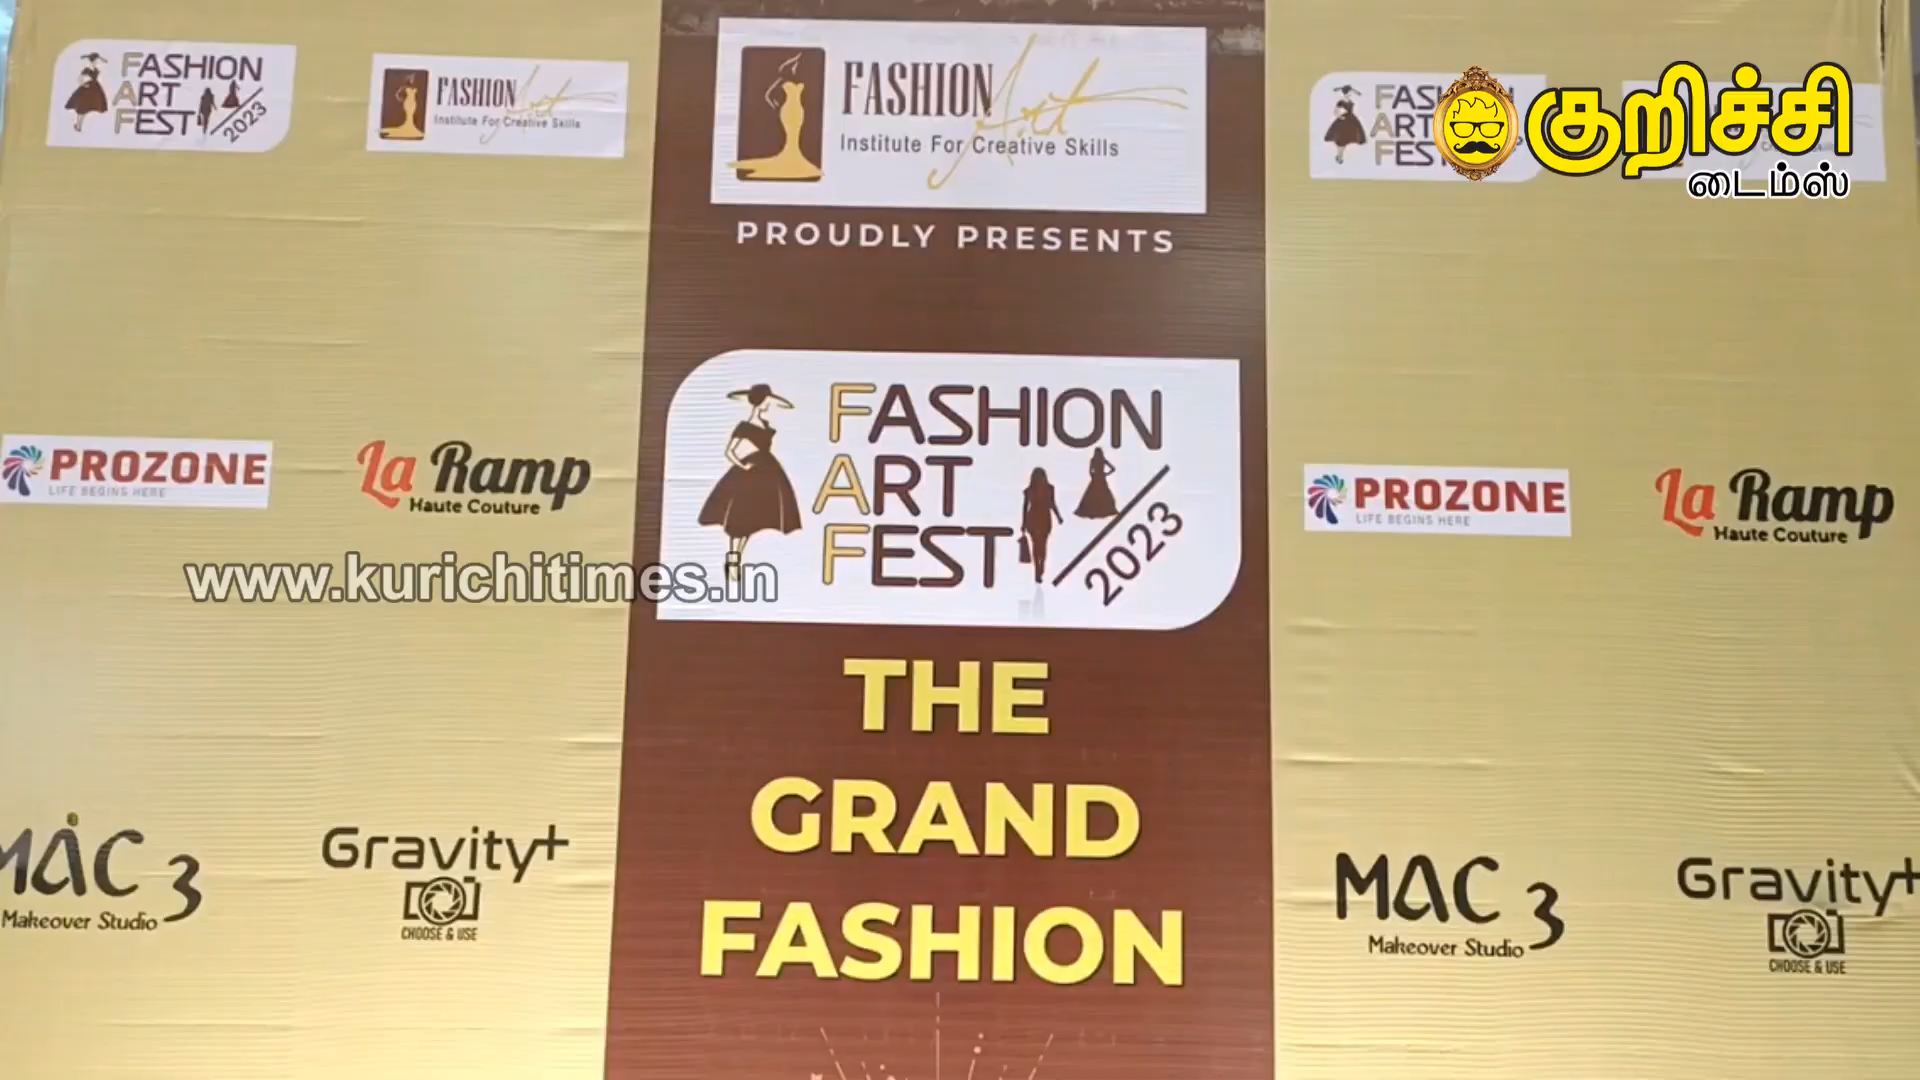 FASHION
ART
FEST
2023
FASHION Art
Institute For Creative Skills
FASHION Art
Institute For Creative Skills
PROUDLY PRESENTS
FASHION
ART
FEST
2023
THE
GRAND
FASHION
PROZONE
LIFE BEGINS HERE
La Ramp
Haute Couture
www.kurichitimes.in
MAC 3
Makeover Studio
Gravity+
CHOOSE & USE
ART
FEST
குறிச்சி
டைம்ஸ்
PROZONE
LIFE BEGINS HERE
La Ramp
Haute Couture
MAC 3
Makeover Studio
Gravity+
CHOOSE & USE